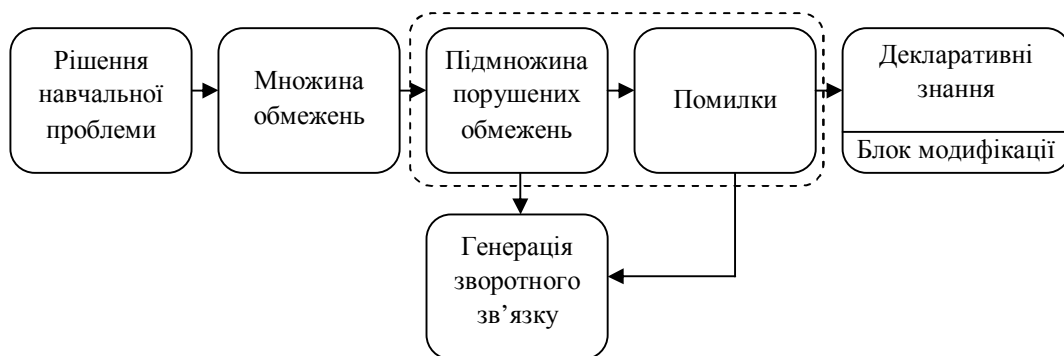 Рішення
навчальної
проблеми
Множина
обмежень
Підмножина
порушених
обмежень
Помилки
Декларативні
знання
Блок модифікації
Генерація
зворотного
зв’язку